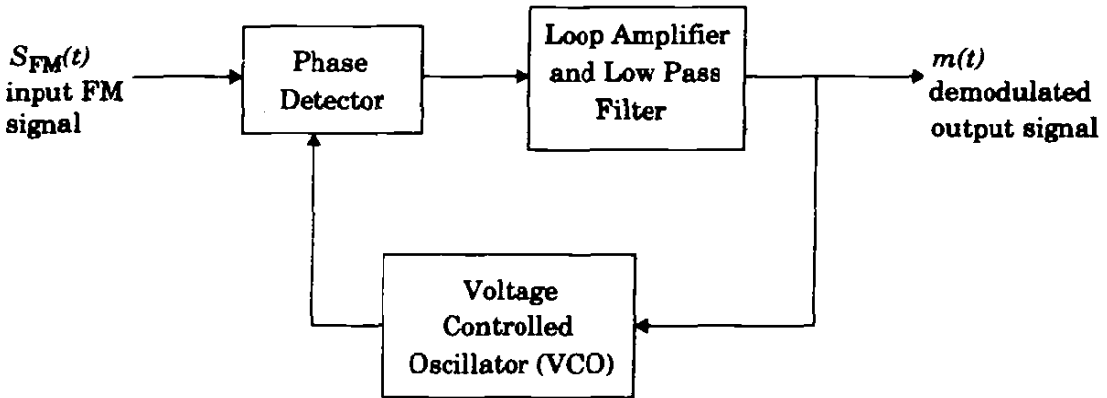 S_FM(t)
input FM
signal
Phase
Detector
Loop Amplifier
and Low Pass
Filter
m(t)
demodulated
output signal
Voltage
Controlled
Oscillator (VCO)